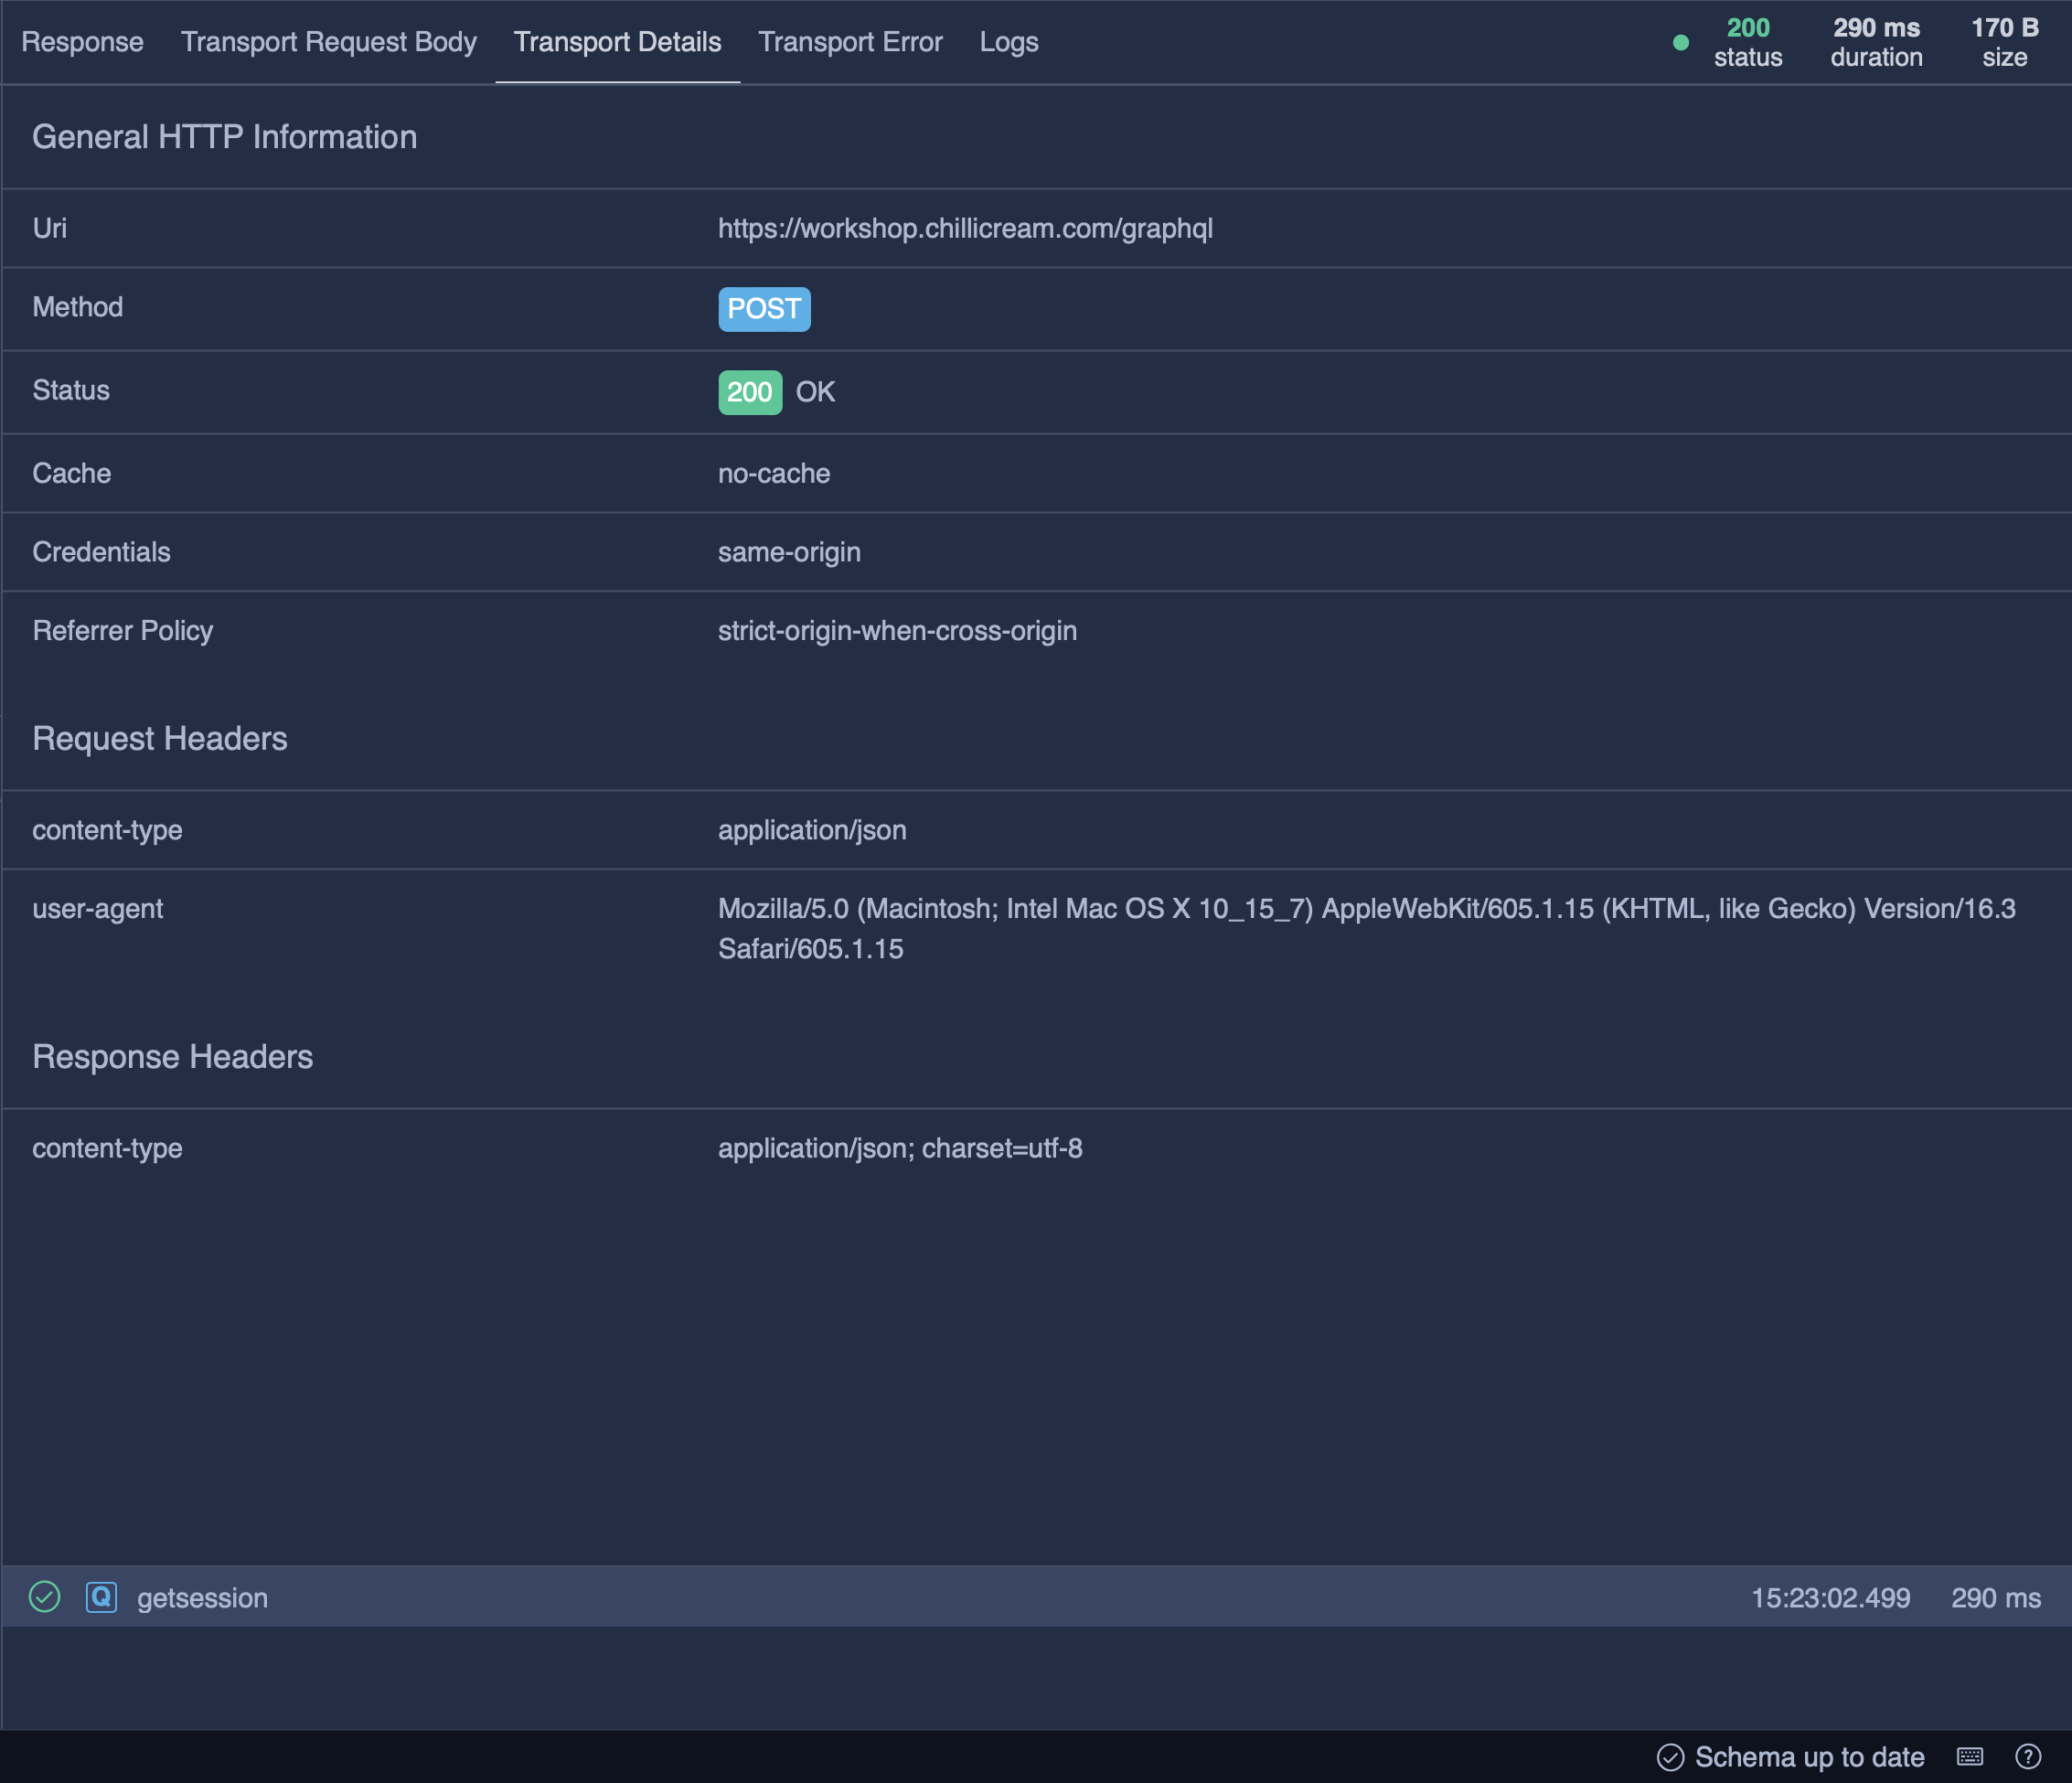 Response Transport Request Body Transport Details Transport Error Logs
200 290 ms 170 B
status duration size
General HTTP Information
Uri https://workshop.chillicream.com/graphql
Method POST
Status 200 OK
Cache no-cache
Credentials same-origin
Referrer Policy strict-origin-when-cross-origin
Request Headers
content-type application/json
user-agent Mozilla/5.0 (Macintosh; Intel Mac OS X 10_15_7) AppleWebKit/605.1.15 (KHTML, like Gecko) Version/16.3
Safari/605.1.15
Response Headers
content-type application/json; charset=utf-8
Q getsession 15:23:02.499 290 ms
Schema up to date ?